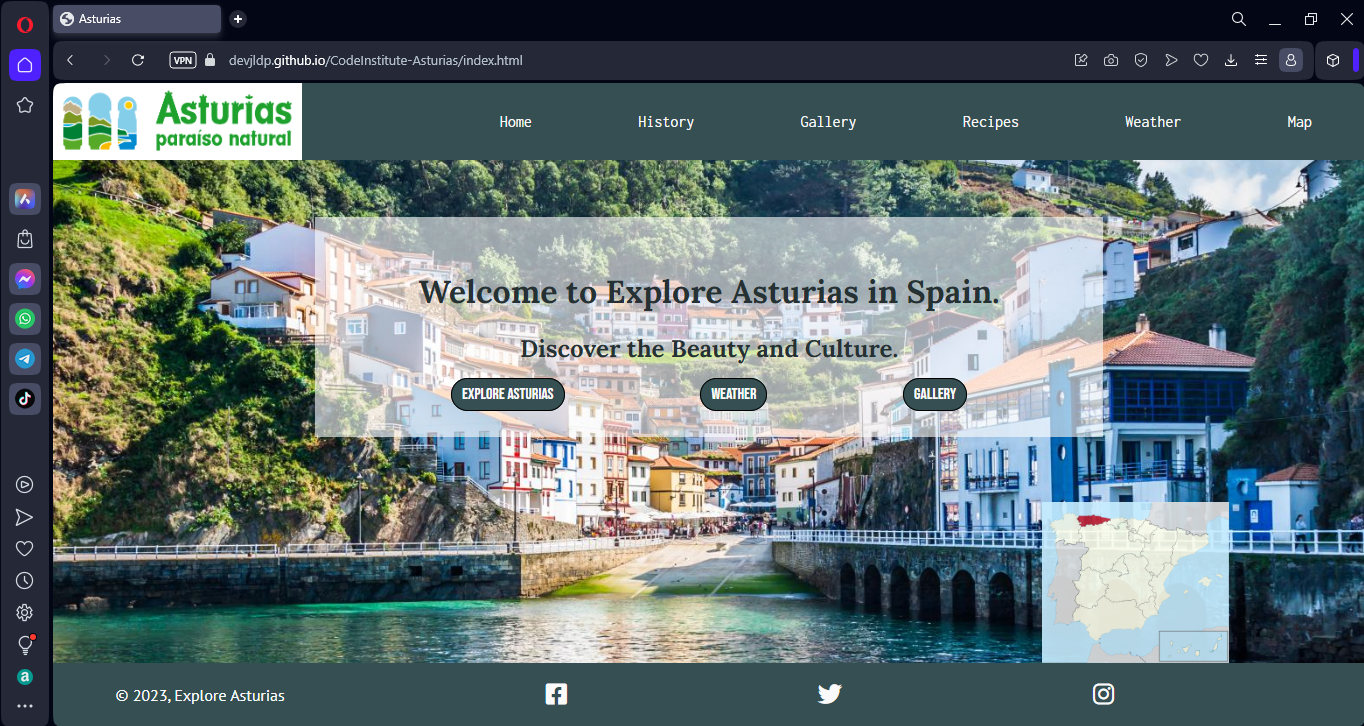 Asturias
VPN
devjldp.github.io/CodeInstitute-Asturias/index.html
Asturias
paraíso natural
Home
History
Gallery
Recipes
Weather
Map
Welcome to Explore Asturias in Spain.
Discover the Beauty and Culture.
EXPLORE ASTURIAS
WEATHER
GALLERY
a
© 2023, Explore Asturias